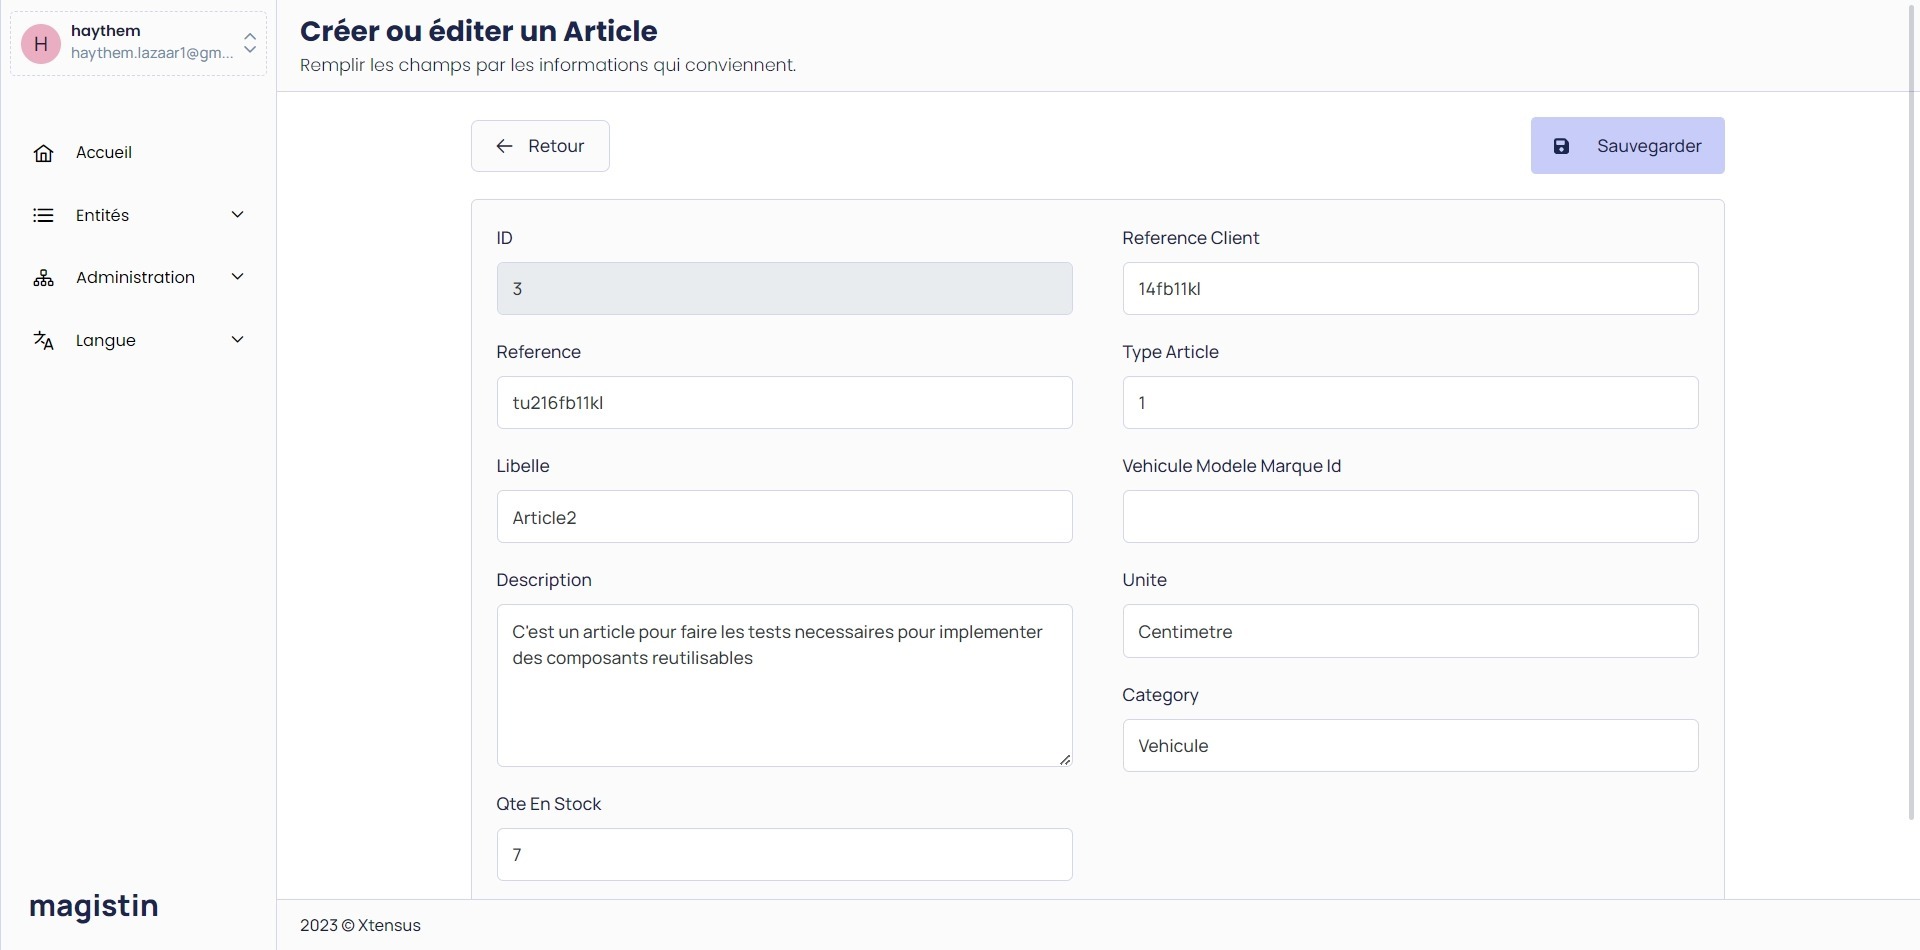 H
haythem
haythem.lazaar1@gm...
Accueil
Entités
Administration
Langue
magistin
Créer ou éditer un Article
Remplir les champs par les informations qui conviennent.
Retour
Sauvegarder
ID
3
Reference
tu216fb11kl
Libelle
Article2
Description
C'est un article pour faire les tests necessaires pour implementer
des composants reutilisables
Qte En Stock
7
Reference Client
14fb11kl
Type Article
1
Vehicule Modele Marque Id
Unite
Centimetre
Category
Vehicule
2023 © Xtensus